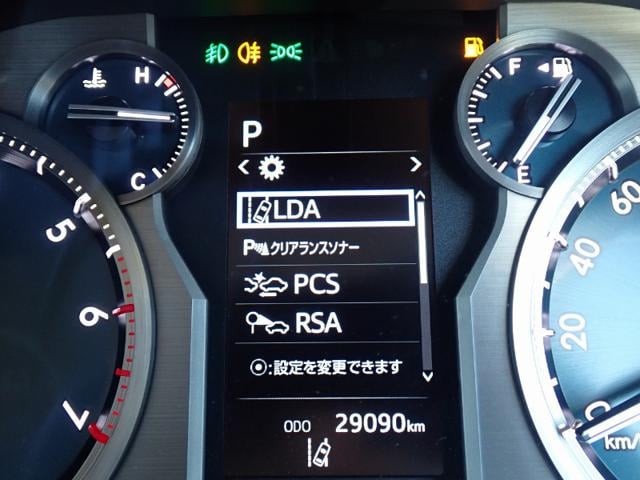 H
C
F
E
P
LDA
P クリアランスソナー
PCS
RSA
:設定を変更できます
ODO 29090km
5
6
7
60
40
20
0
km/